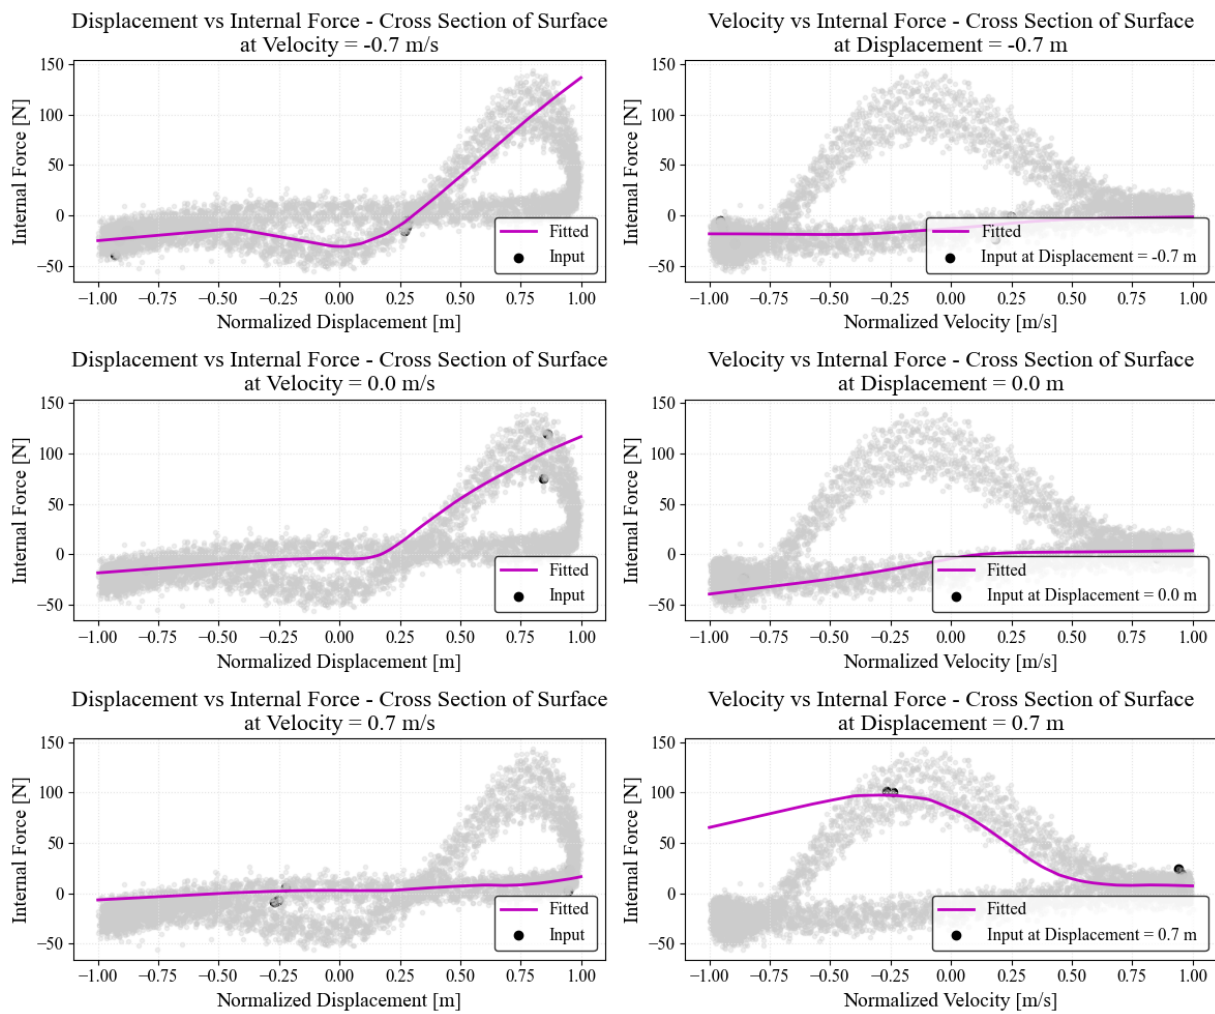 Displacement vs Internal Force - Cross Section of Surface
at Velocity = -0.7 m/s
150
100
50
0
−50
Internal Force [N]
Fitted
Input
−1.00 −0.75 −0.50 −0.25 0.00 0.25 0.50 0.75 1.00
Normalized Displacement [m]
Velocity vs Internal Force - Cross Section of Surface
at Displacement = -0.7 m
150
100
50
0
−50
Internal Force [N]
Fitted
Input at Displacement = -0.7 m
−1.00 −0.75 −0.50 −0.25 0.00 0.25 0.50 0.75 1.00
Normalized Velocity [m/s]
Displacement vs Internal Force - Cross Section of Surface
at Velocity = 0.0 m/s
150
100
50
0
−50
Internal Force [N]
Fitted
Input
−1.00 −0.75 −0.50 −0.25 0.00 0.25 0.50 0.75 1.00
Normalized Displacement [m]
Velocity vs Internal Force - Cross Section of Surface
at Displacement = 0.0 m
150
100
50
0
−50
Internal Force [N]
Fitted
Input at Displacement = 0.0 m
−1.00 −0.75 −0.50 −0.25 0.00 0.25 0.50 0.75 1.00
Normalized Velocity [m/s]
Displacement vs Internal Force - Cross Section of Surface
at Velocity = 0.7 m/s
150
100
50
0
−50
Internal Force [N]
Fitted
Input
−1.00 −0.75 −0.50 −0.25 0.00 0.25 0.50 0.75 1.00
Normalized Displacement [m]
Velocity vs Internal Force - Cross Section of Surface
at Displacement = 0.7 m
150
100
50
0
−50
Internal Force [N]
Fitted
Input at Displacement = 0.7 m
−1.00 −0.75 −0.50 −0.25 0.00 0.25 0.50 0.75 1.00
Normalized Velocity [m/s]